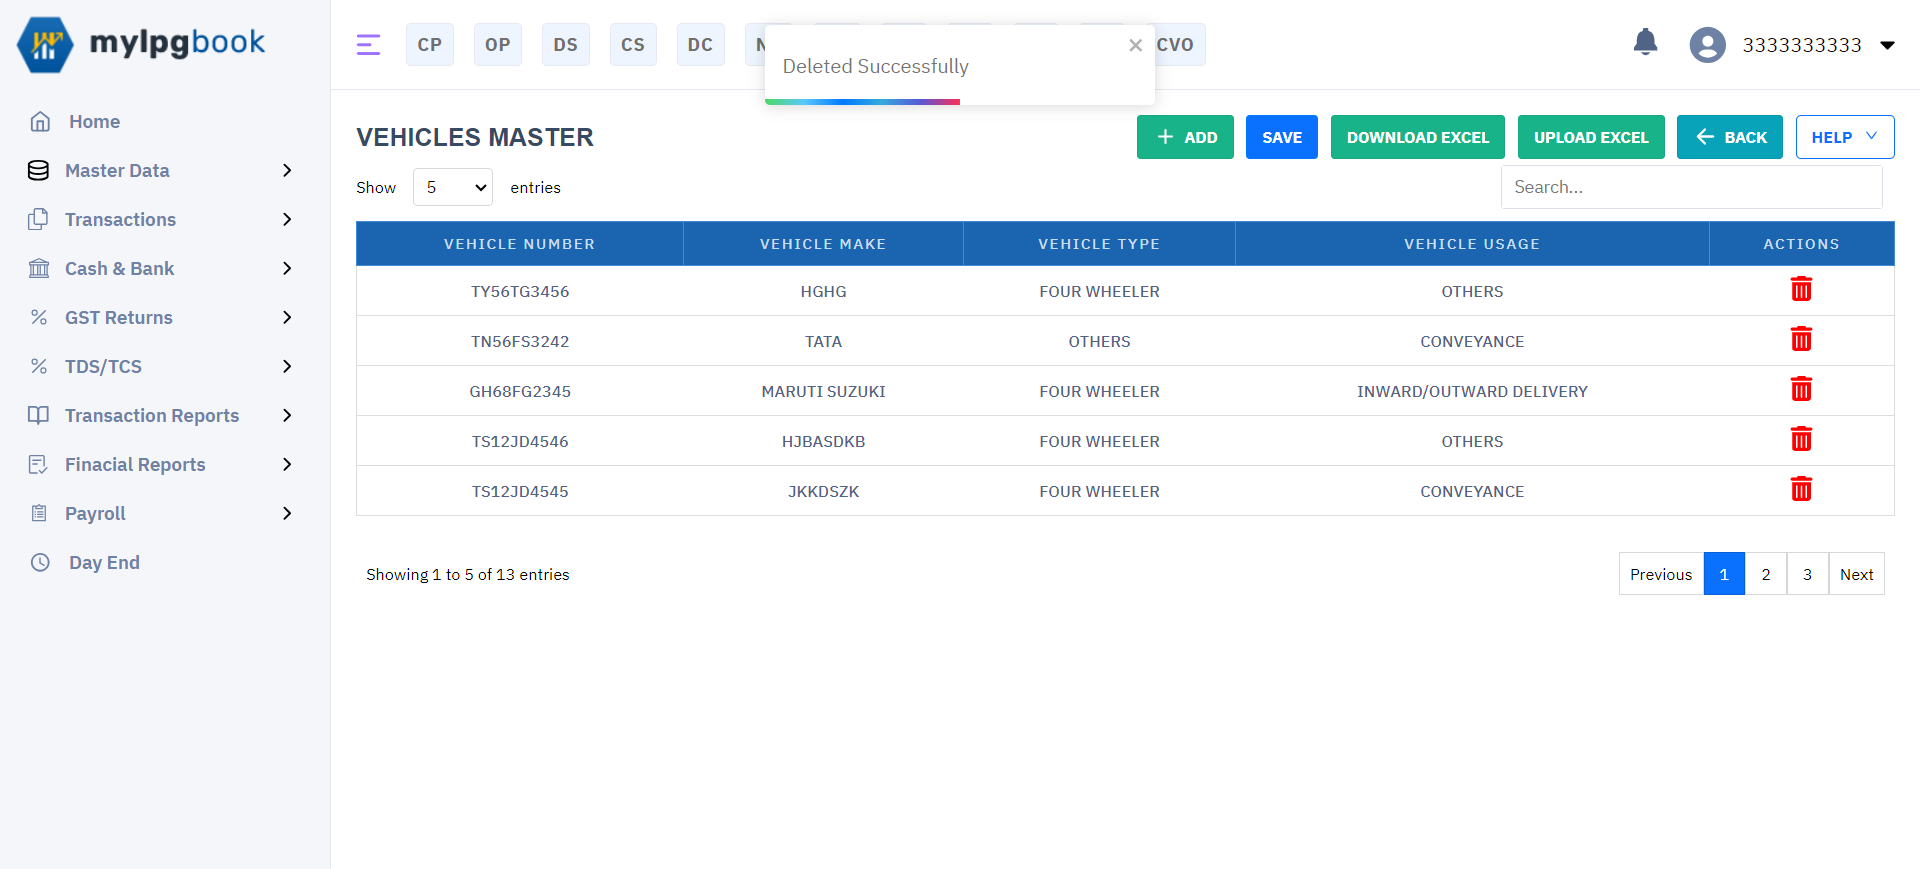 mylpgbook
CP OP DS CS DC CVO
Deleted Successfully
3333333333
Home
Master Data
Transactions
Cash & Bank
GST Returns
TDS/TCS
Transaction Reports
Finacial Reports
Payroll
Day End
VEHICLES MASTER
ADD SAVE DOWNLOAD EXCEL UPLOAD EXCEL BACK HELP
Show 5 entries
Search...
VEHICLE NUMBER VEHICLE MAKE VEHICLE TYPE VEHICLE USAGE ACTIONS
TY56TG3456 HGHG FOUR WHEELER OTHERS
TN56FS3242 TATA OTHERS CONVEYANCE
GH68FG2345 MARUTI SUZUKI FOUR WHEELER INWARD/OUTWARD DELIVERY
TS12JD4546 HJBASDKB FOUR WHEELER OTHERS
TS12JD4545 JKKDSZK FOUR WHEELER CONVEYANCE
Showing 1 to 5 of 13 entries
Previous 1 2 3 Next